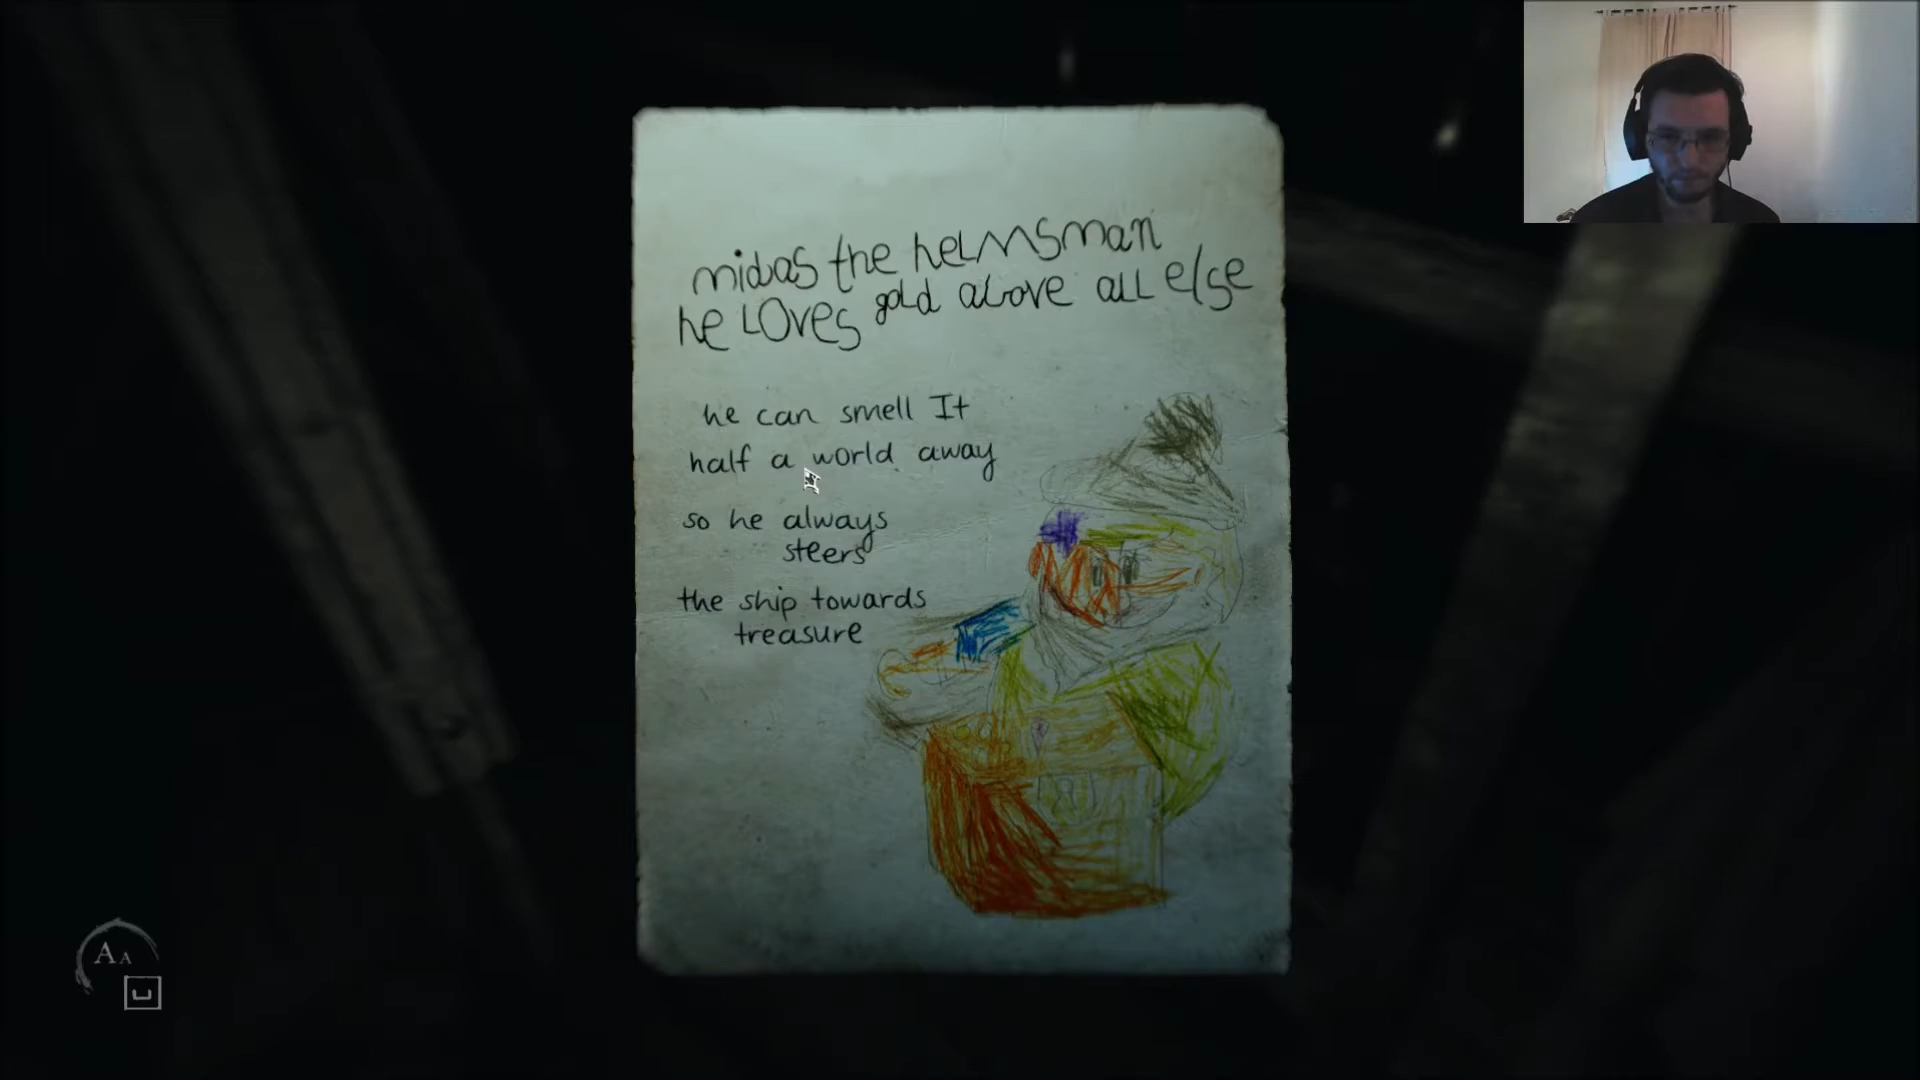 midas the heLMSman
he LOVes goLd above aLL else
he can smell It
half a world away
so he always
steers
the ship towards
treasure
A A